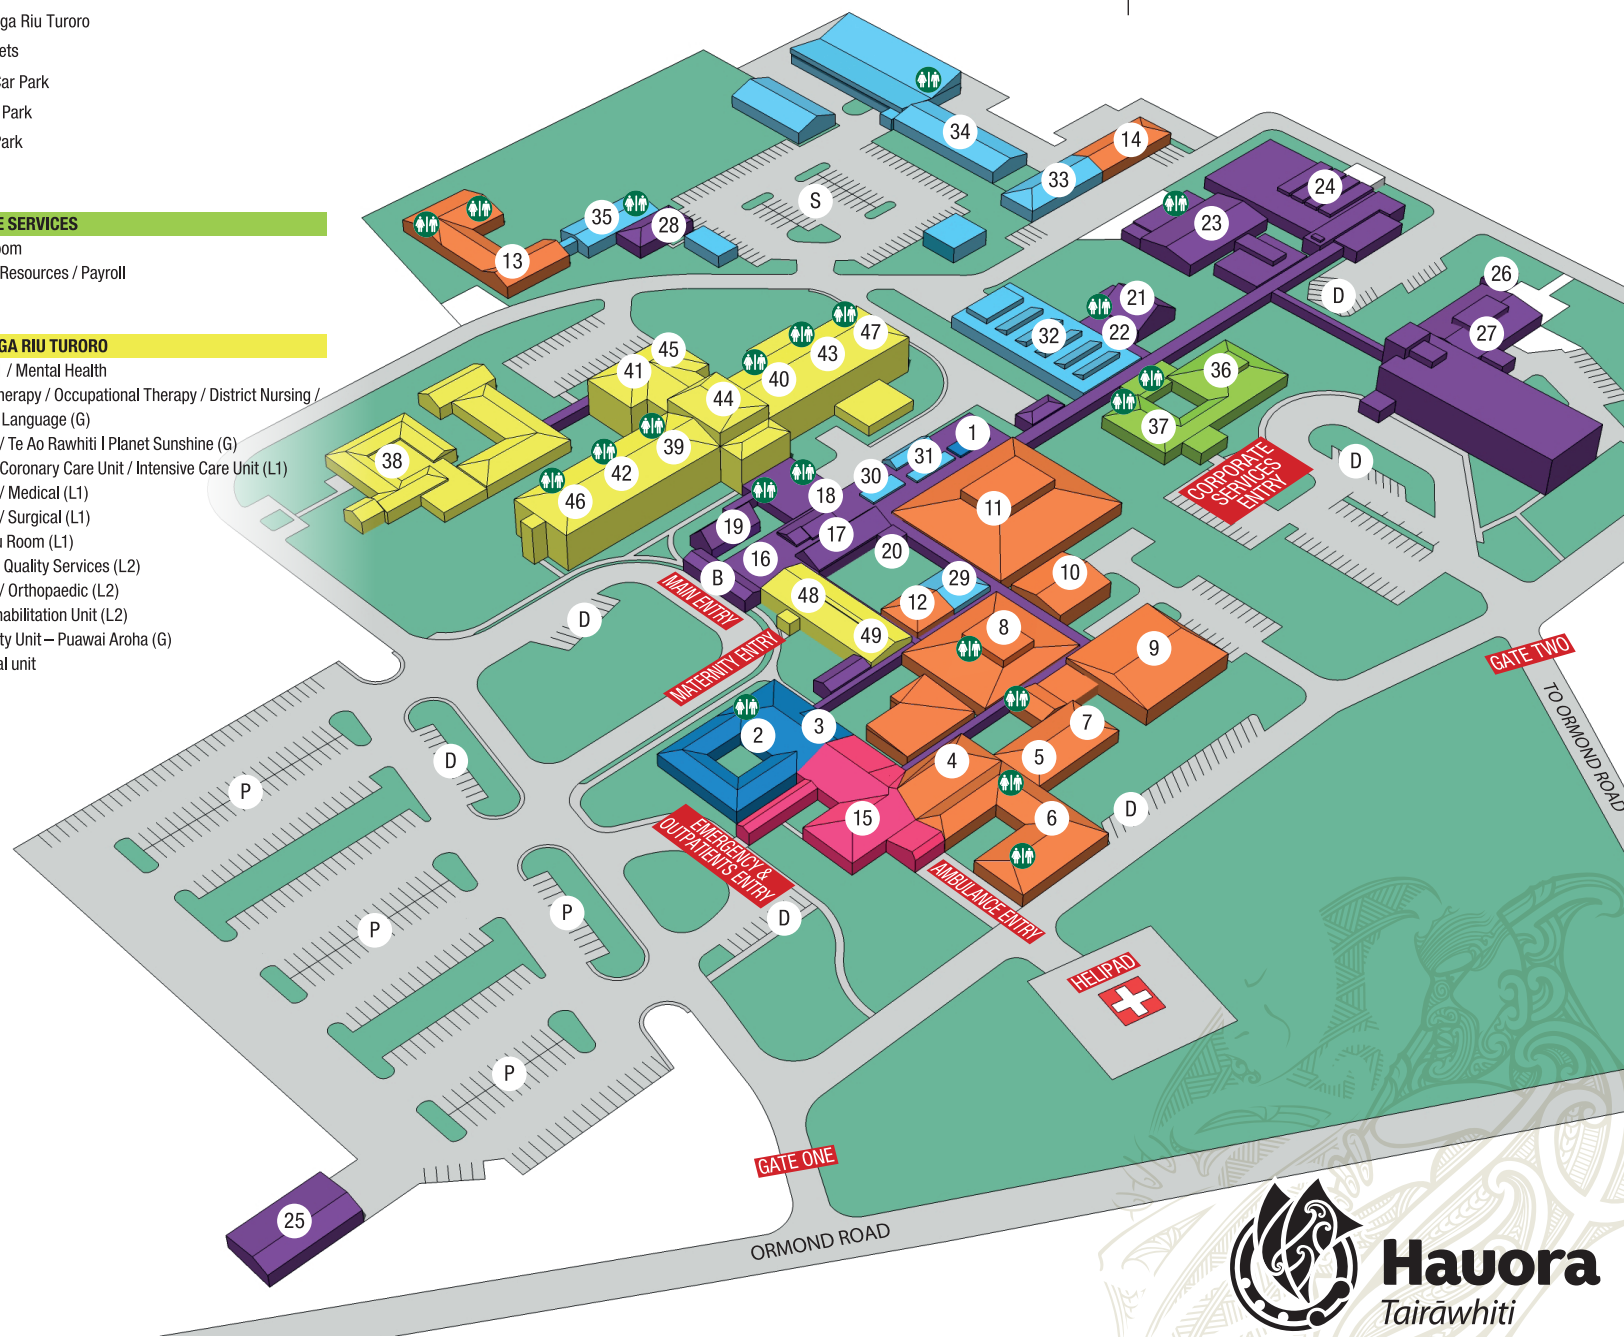 ga Riu Turoro
ets
Car Park
Park
Park
E SERVICES
oom
Resources / Payroll
GA RIU TURORO
/ Mental Health
herapy / Occupational Therapy / District Nursing /
Language (G)
/ Te Ao Rawhiti I Planet Sunshine (G)
Coronary Care Unit / Intensive Care Unit (L1)
/ Medical (L1)
/ Surgical (L1)
u Room (L1)
Quality Services (L2)
/ Orthopaedic (L2)
habilitation Unit (L2)
ity Unit – Puawai Aroha (G)
al unit
34
14
33
24
S
35
28
23
13
26
D
21
27
22
32
47
45
43
41
40
36
44
37
1
39
31
38
42
30
D
CORPORATE
SERVICES
ENTRY
46
18
11
19
17
20
16
B
10
29
MAIN ENTRY
48
12
D
8
49
9
MATERNITY ENTRY
GATE TWO
TO ORMOND ROAD
2
3
7
5
4
D
P
D
15
6
EMERGENCY &
OUTPATIENTS ENTRY
AMBULANCE ENTRY
P
P
D
HELIPAD
P
GATE ONE
25
ORMOND ROAD
Hauora
Tairāwhiti